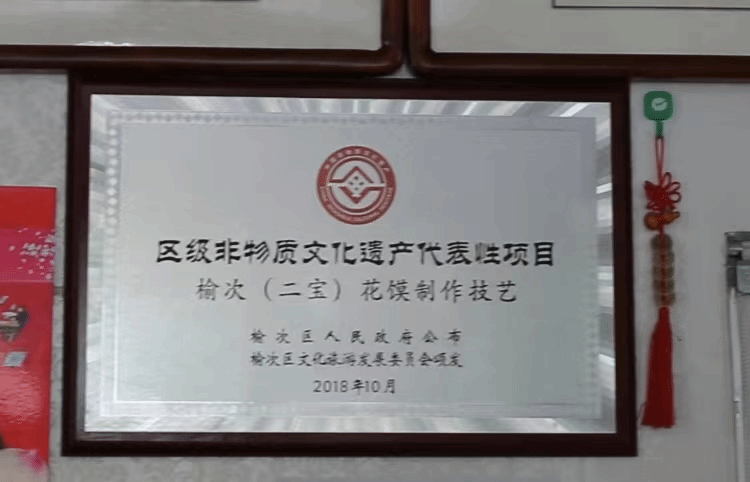 区级非物质文化遗产代表性项目
榆次（二宝）花馍制作技艺
榆次区人民政府公布
榆次区文化旅游发展委员会颁发
2018年10月